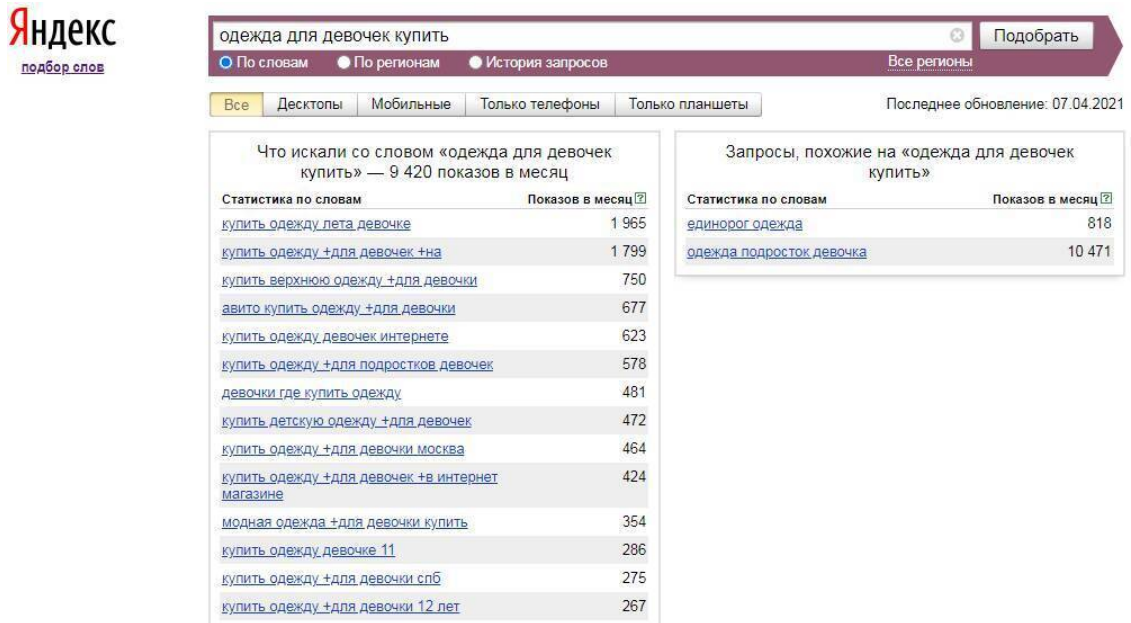 Яндекс
подбор слов
одежда для девочек купить
Подобрать
По словам
По регионам
История запросов
Все регионы
Все
Десктопы
Мобильные
Только телефоны
Только планшеты
Последнее обновление: 07.04.2021
Что искали со словом «одежда для девочек
купить» — 9 420 показов в месяц
Статистика по словам
Показов в месяц ?
купить одежду лета девочке 1 965
купить одежду +для девочек +на 1 799
купить верхнюю одежду +для девочки 750
авито купить одежду +для девочки 677
купить одежду девочек интернете 623
купить одежду +для подростков девочек 578
девочки где купить одежду 481
купить детскую одежду +для девочек 472
купить одежду +для девочки москва 464
купить одежду +для девочек +в интернет 424
магазине
модная одежда +для девочки купить 354
купить одежду девочке 11 286
купить одежду +для девочки спб 275
купить одежду +для девочки 12 лет 267
Запросы, похожие на «одежда для девочек
купить»
Статистика по словам
Показов в месяц ?
единорог одежда 818
одежда подросток девочка 10 471